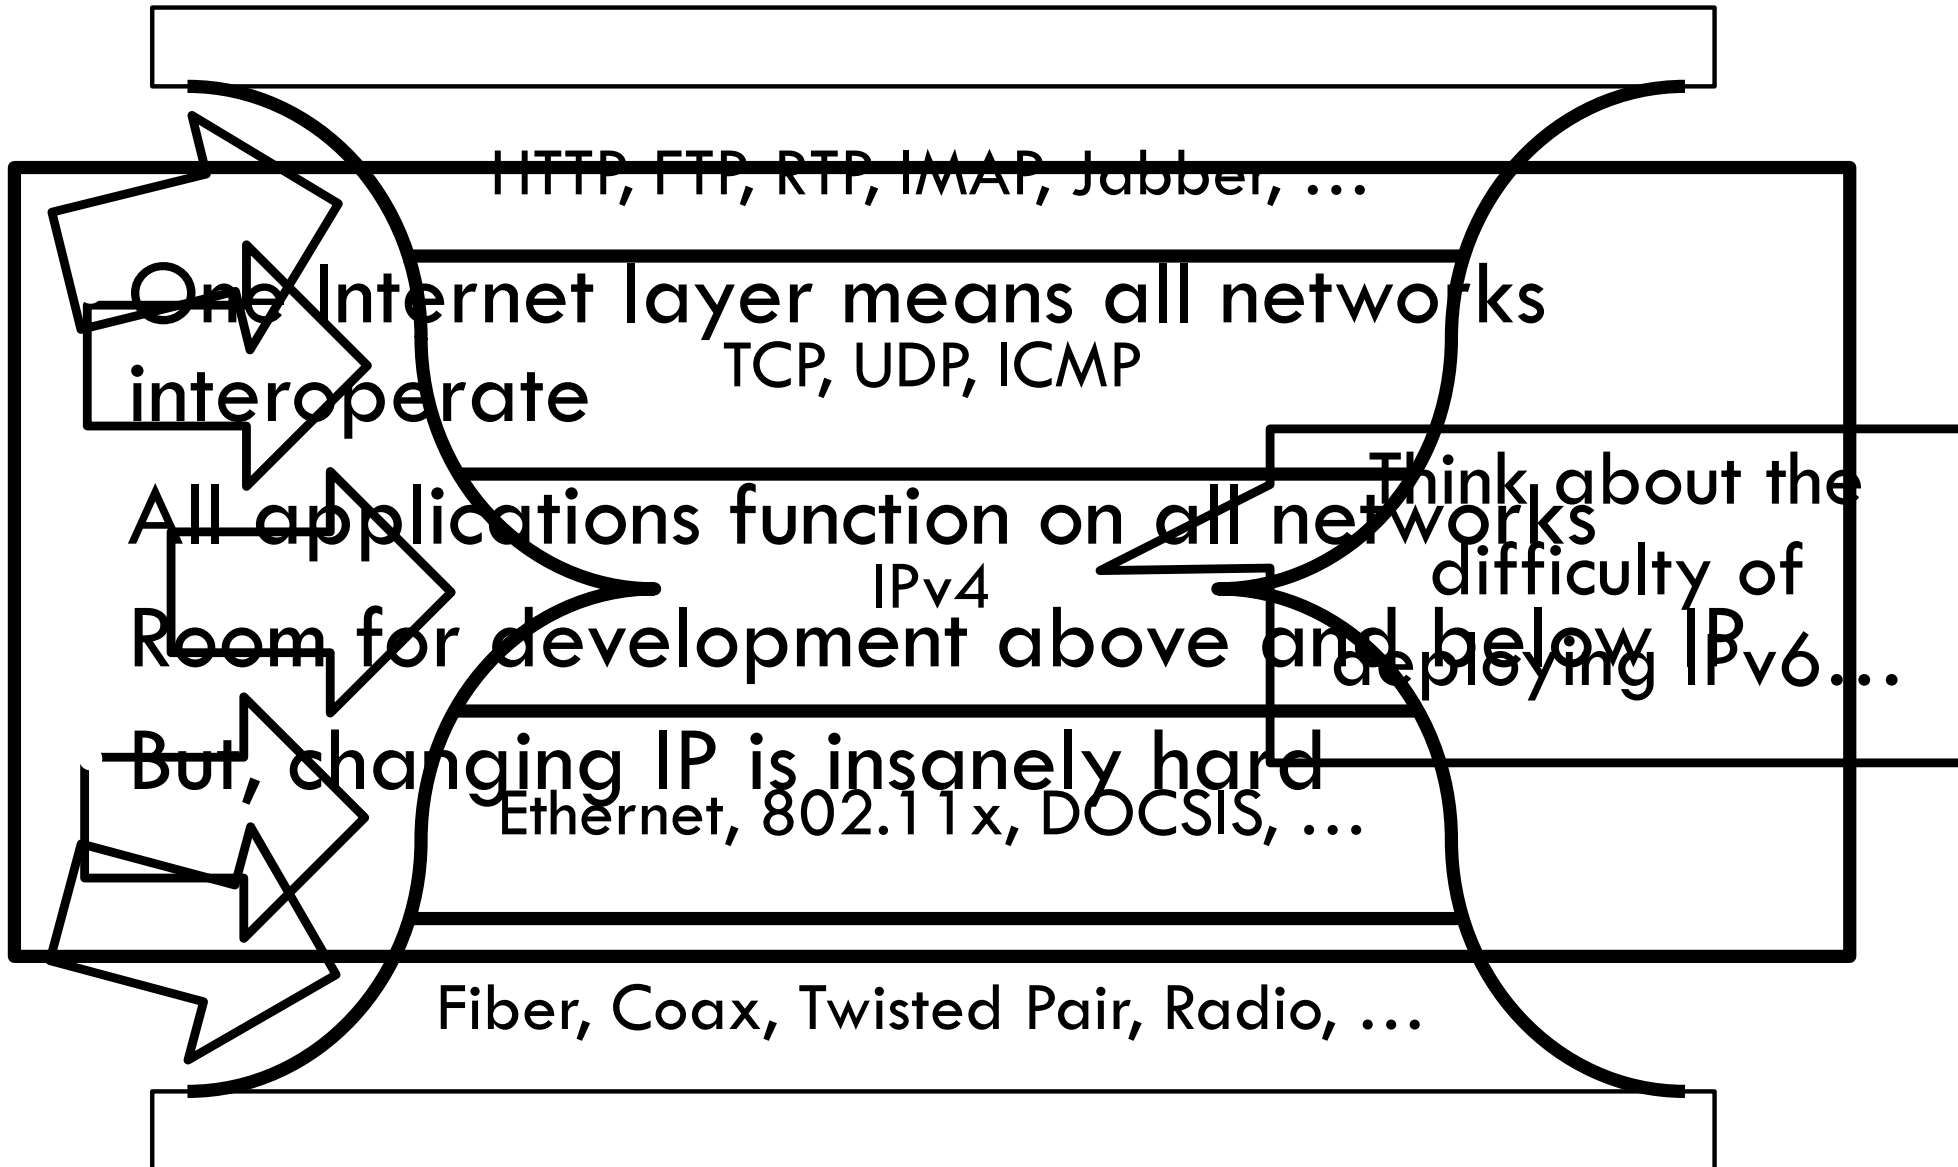 HTTP, FTP, RTP, IMAP, Jabber, …
One Internet layer means all networks
interoperate
TCP, UDP, ICMP
All applications function on all networks
Think about the
difficulty of
deploying IPv6…
IPv4
Room for development above and below IP
But, changing IP is insanely hard
Ethernet, 802.11x, DOCSIS, …
Fiber, Coax, Twisted Pair, Radio, …